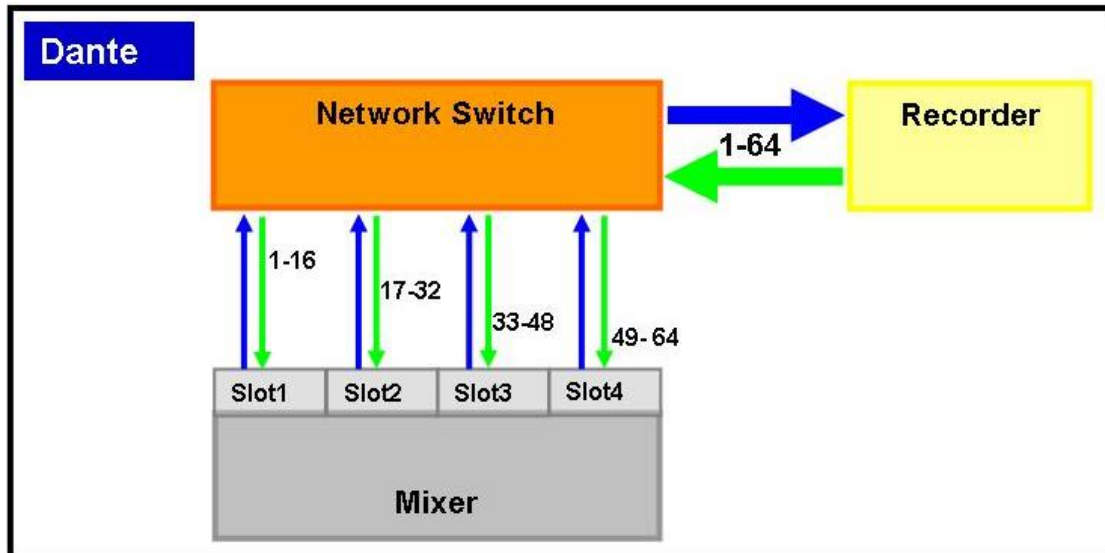 Dante
Network Switch
Recorder
1-64
1-16
17-32
33-48
49- 64
Slot1
Slot2
Slot3
Slot4
Mixer